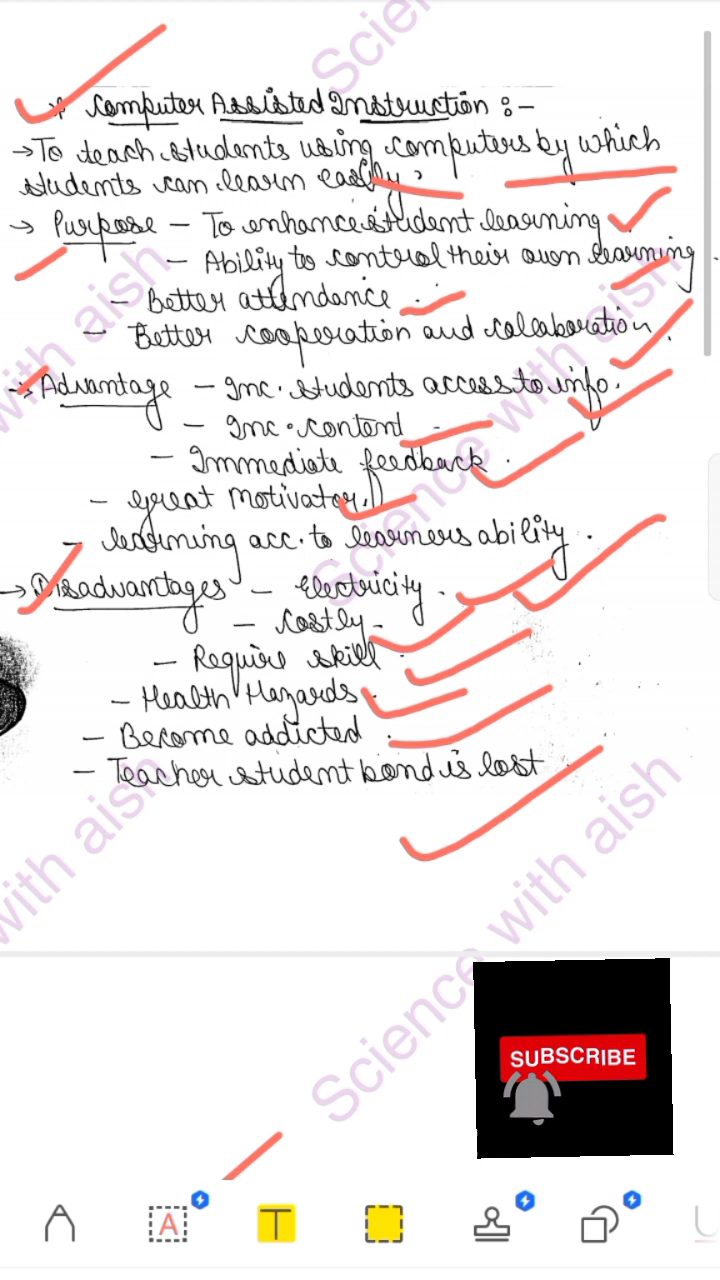 * Computer Assisted Instruction :-
→ To teach students using computers by which
students can learn easily.
→ Purpose - To enhance student learning
- Ability to control their own learning.
- Better attendance.
- Better cooperation and collaboration.
→ Advantage - Inc. students access to info.
- Inc. content
- Immediate feedback.
- Great motivator.
- learning acc. to learners ability.
→ Disadvantages - Electricity.
- Costly.
- Require skill.
- Health Hazards.
- Become addicted.
- Teacher student bond is lost
Science with aish
SUBSCRIBE
A
T